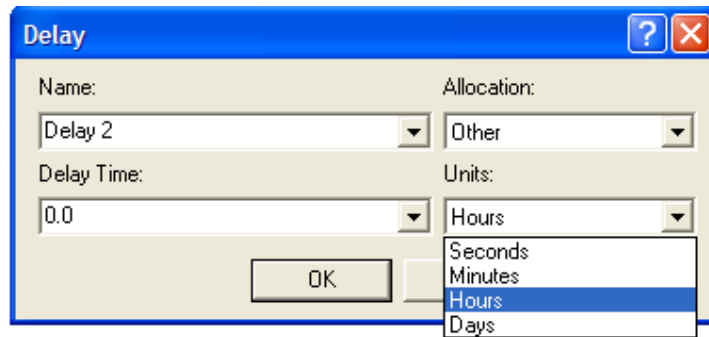 Delay
Name: Allocation:
Delay 2 Other
Delay Time: Units:
0.0 Hours
Seconds
Minutes
OK
Hours
Days